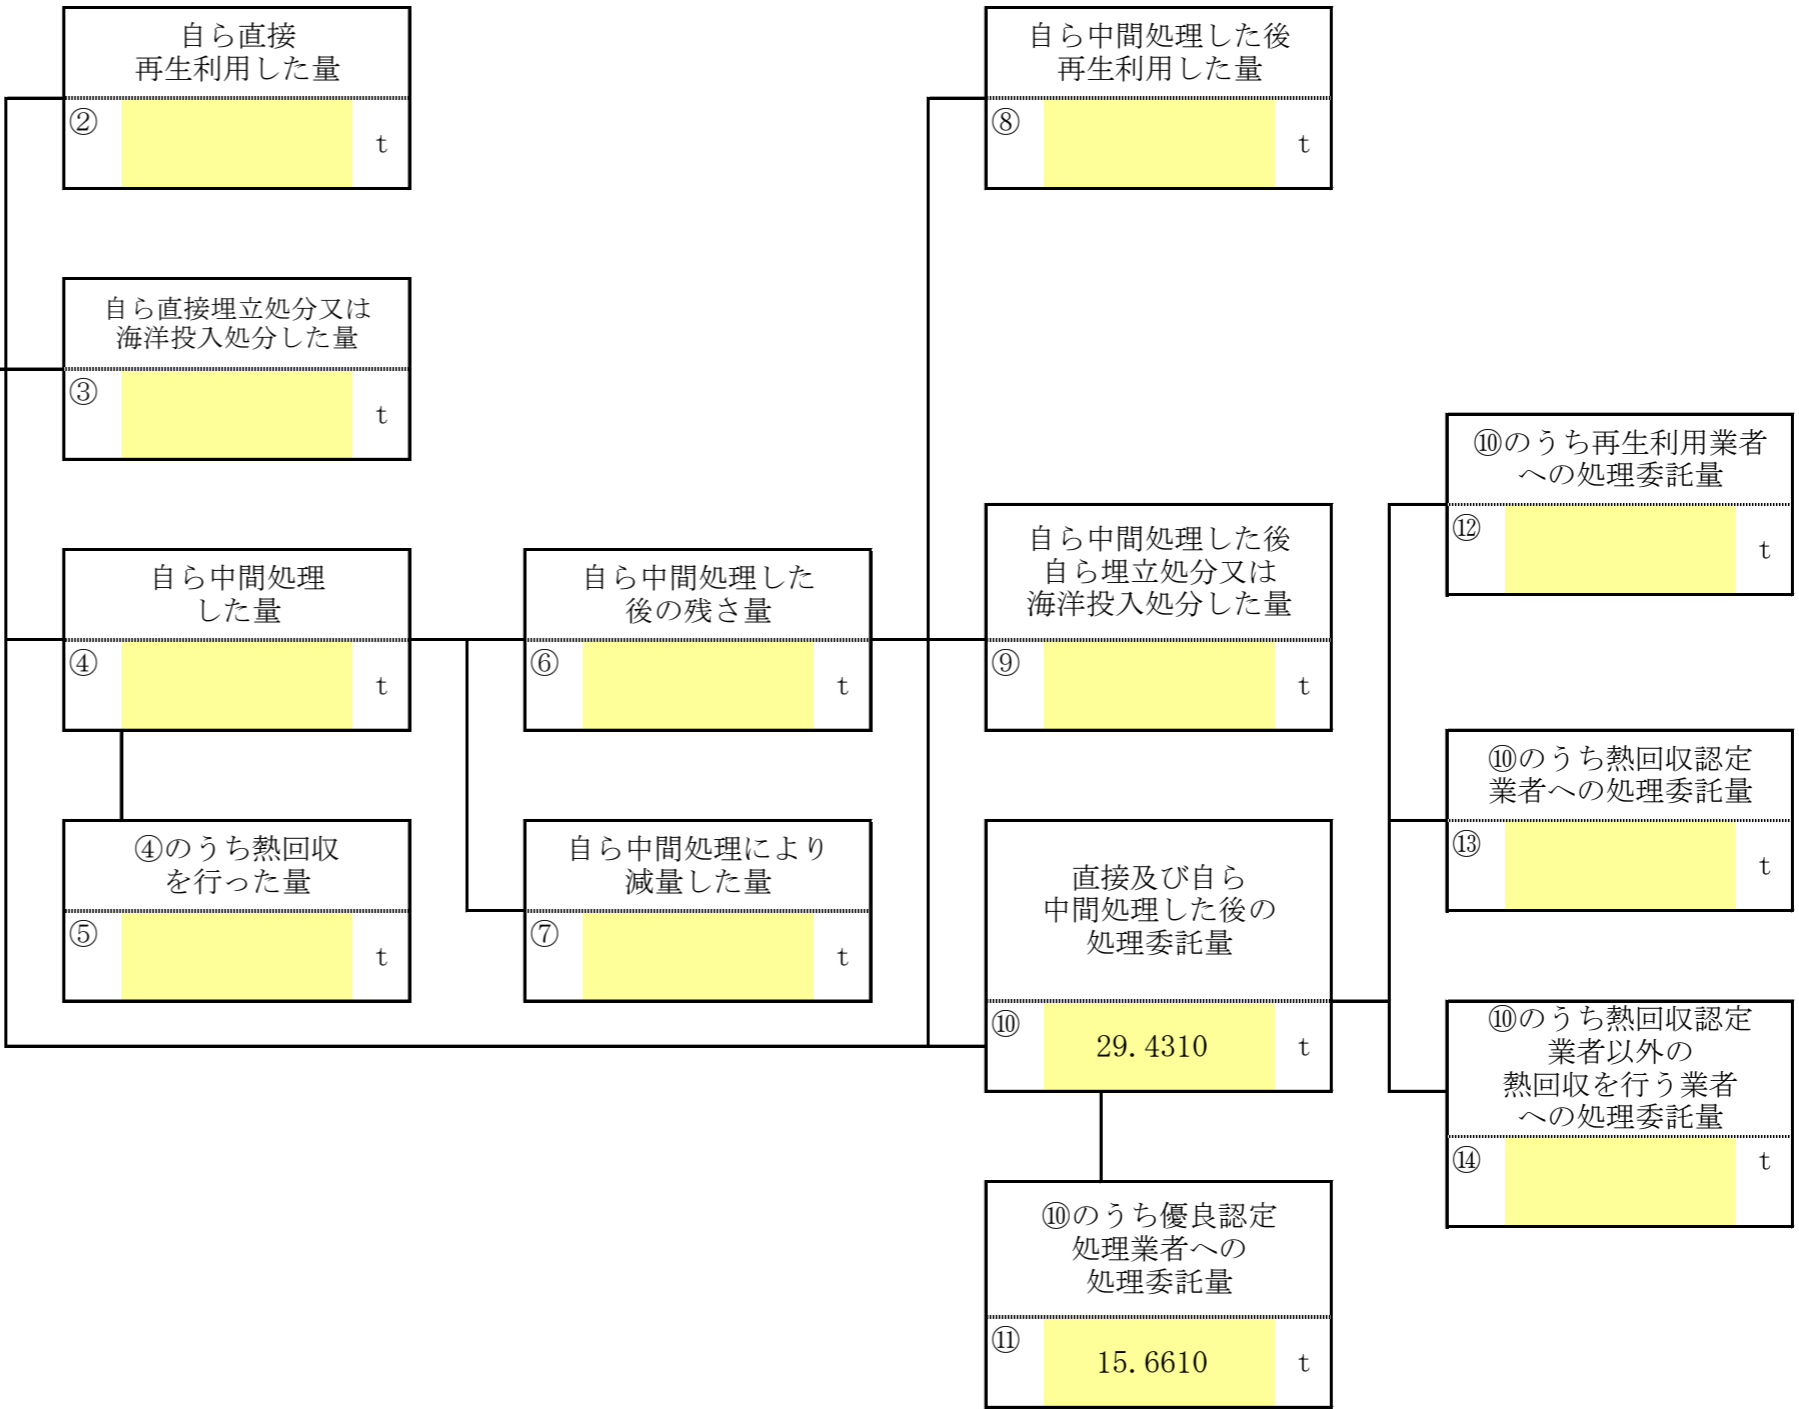 自ら直接
再生利用した量
② t
自ら中間処理した後
再生利用した量
⑧ t
自ら直接埋立処分又は
海洋投入処分した量
③ t
⑩のうち再生利用業者
への処理委託量
⑫ t
自ら中間処理
した量
④ t
自ら中間処理した
後の残さ量
⑥ t
自ら中間処理した後
自ら埋立処分又は
海洋投入処分した量
⑨ t
⑩のうち熱回収認定
業者への処理委託量
⑬ t
④のうち熱回収
を行った量
⑤ t
自ら中間処理により
減量した量
⑦ t
直接及び自ら
中間処理した後の
処理委託量
⑩ 29.4310 t
⑩のうち熱回収認定
業者以外の
熱回収を行う業者
への処理委託量
⑭ t
⑩のうち優良認定
処理業者への
処理委託量
⑪ 15.6610 t